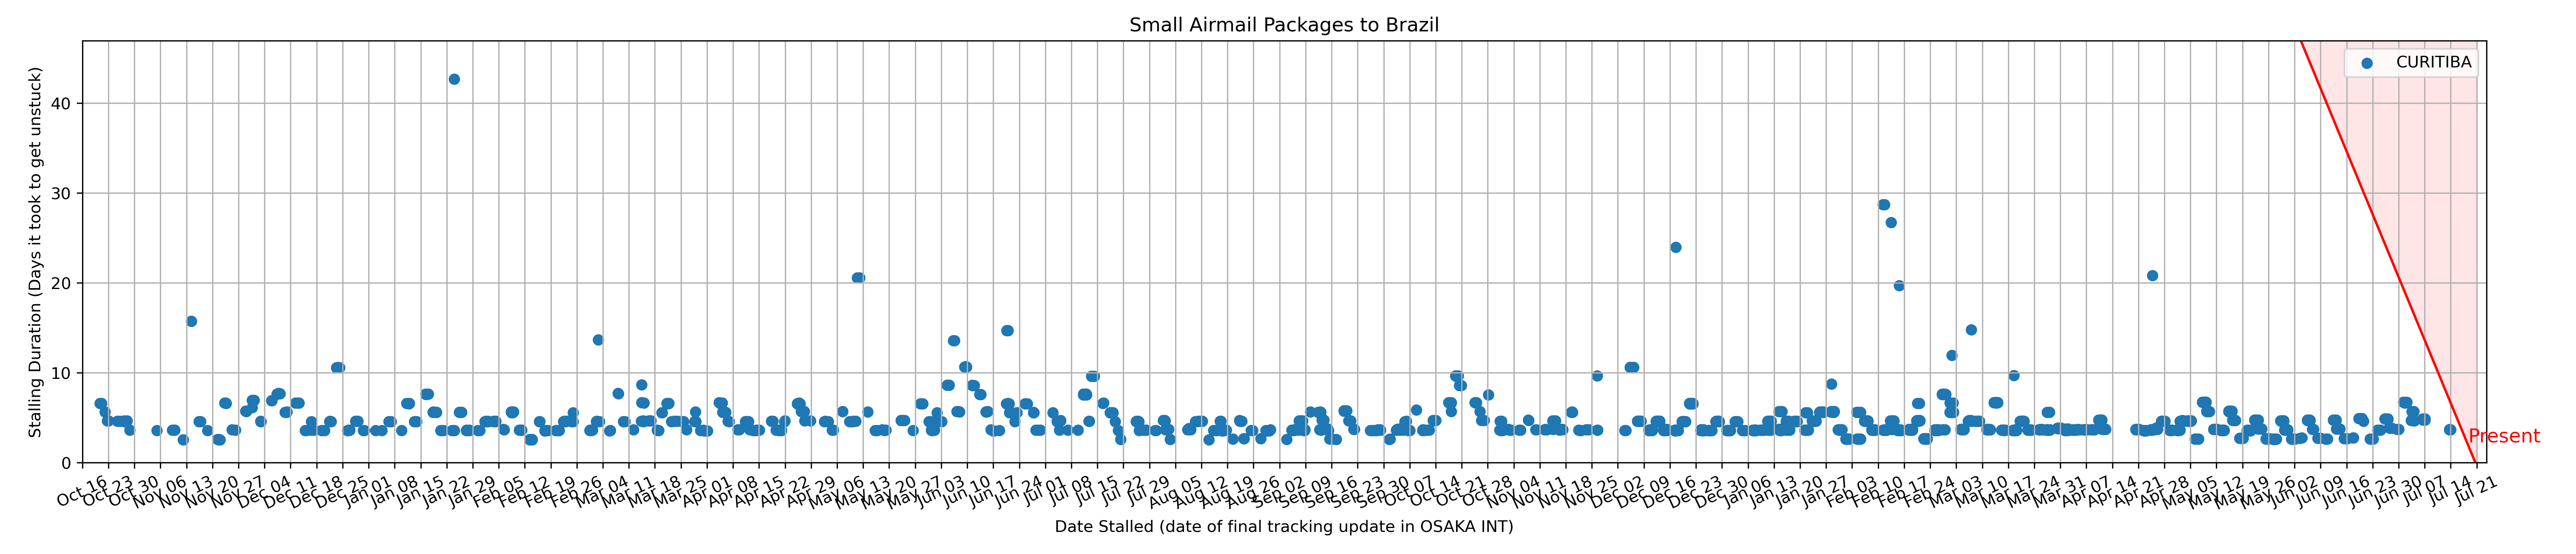 Small Airmail Packages to Brazil
CURITIBA
Stalling Duration (Days it took to get unstuck)
40
30
20
10
0
Present
Oct 16 Oct 23 Oct 30 Nov 06 Nov 13 Nov 20 Nov 27 Dec 04 Dec 11 Dec 18 Dec 25 Jan 01 Jan 08 Jan 15 Jan 22 Jan 29 Feb 05 Feb 12 Feb 19 Feb 26 Mar 04 Mar 11 Mar 18 Mar 25 Apr 01 Apr 08 Apr 15 Apr 22 Apr 29 May 06 May 13 May 20 May 27 Jun 03 Jun 10 Jun 17 Jun 24 Jul 01 Jul 08 Jul 15 Jul 22 Jul 29 Aug 05 Aug 12 Aug 19 Aug 26 Sep 02 Sep 09 Sep 16 Sep 23 Sep 30 Oct 07 Oct 14 Oct 21 Oct 28 Nov 04 Nov 11 Nov 18 Nov 25 Dec 02 Dec 09 Dec 16 Dec 23 Dec 30 Jan 06 Jan 13 Jan 20 Jan 27 Feb 03 Feb 10 Feb 17 Feb 24 Mar 03 Mar 10 Mar 17 Mar 24 Mar 31 Apr 07 Apr 14 Apr 21 Apr 28 May 05 May 12 May 19 May 26 Jun 02 Jun 09 Jun 16 Jun 23 Jun 30 Jul 07 Jul 14 Jul 21
Date Stalled (date of final tracking update in OSAKA INT)